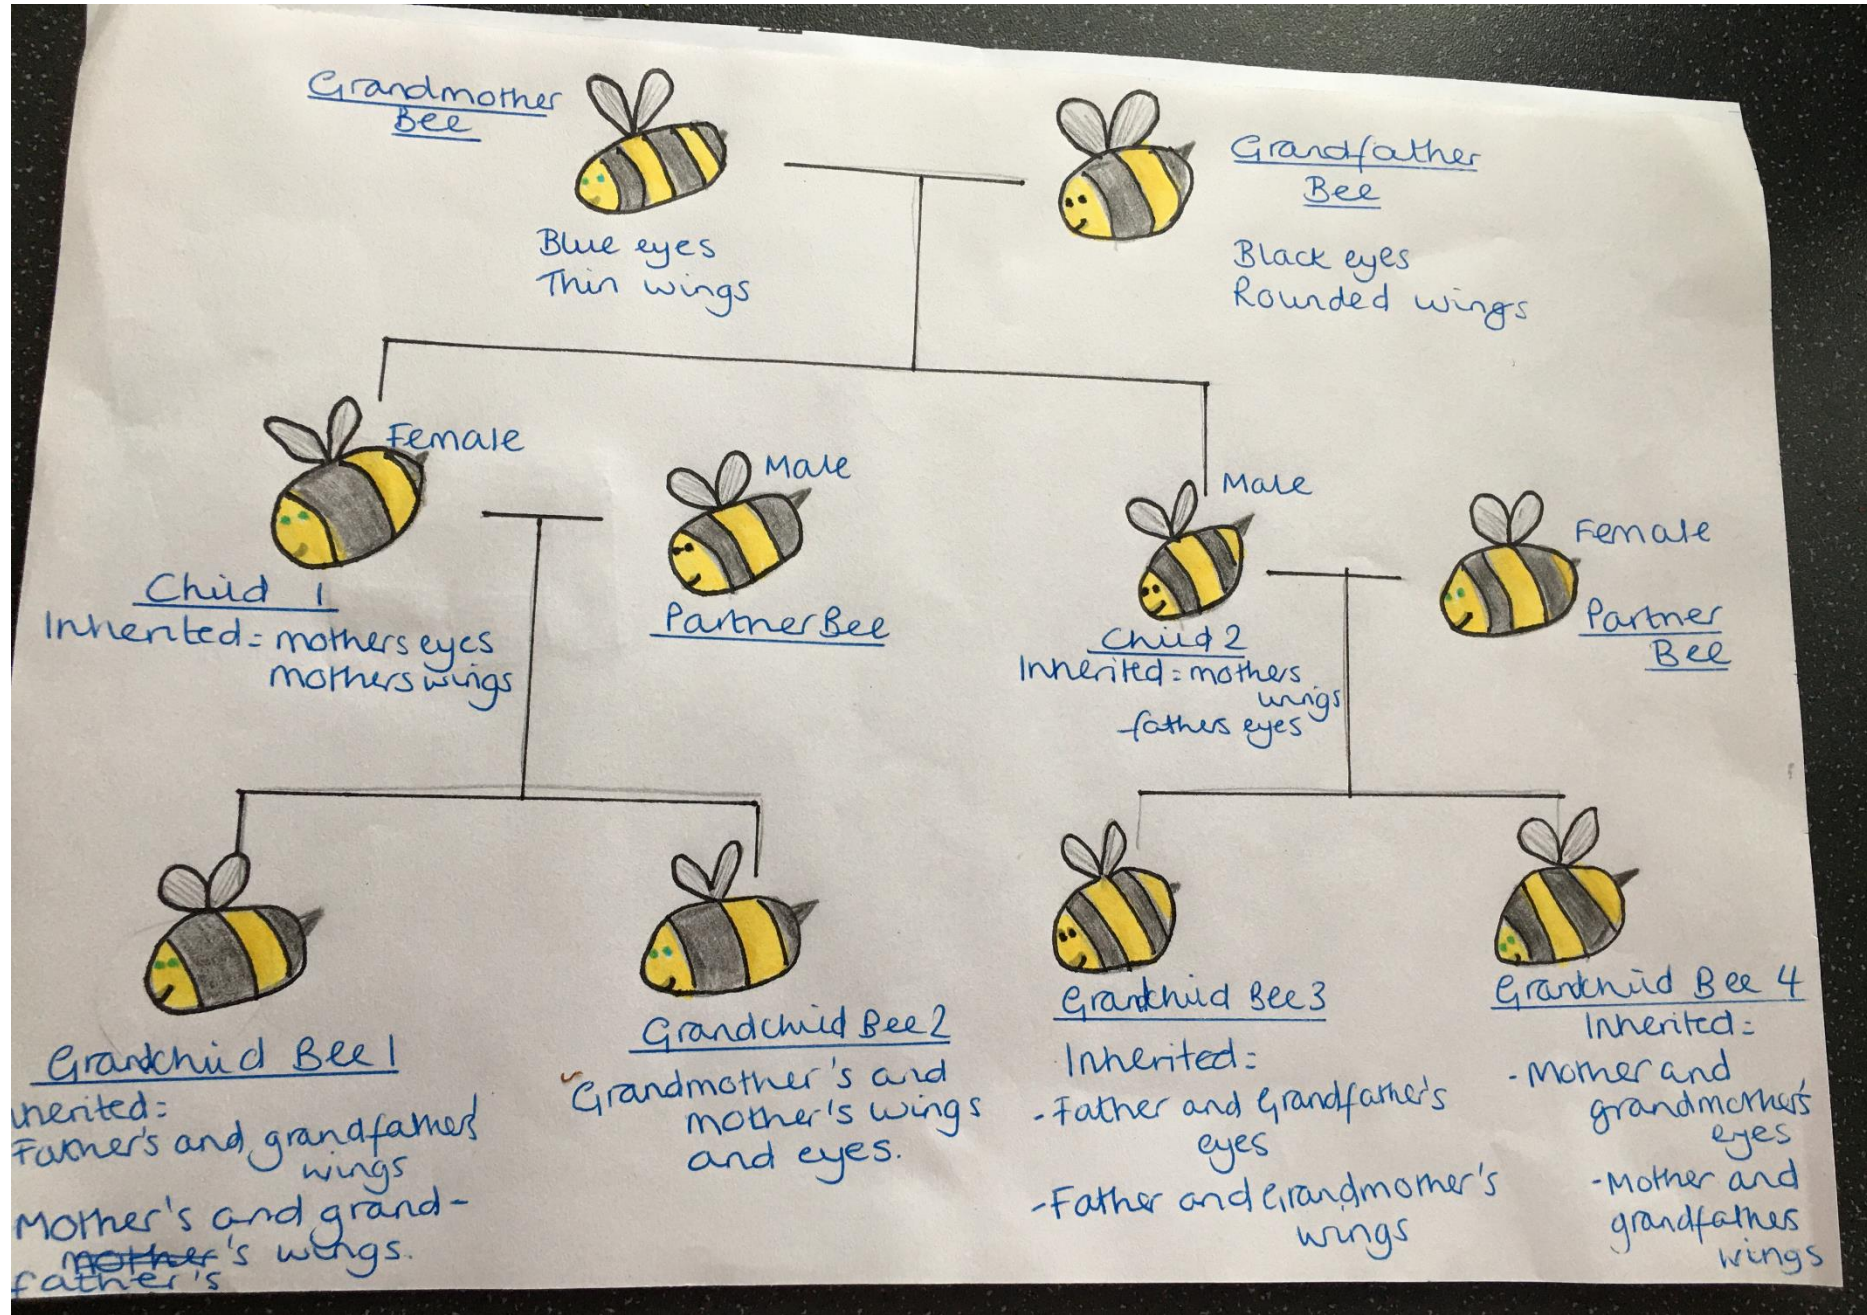 Grandmother
Bee
Blue eyes
Thin wings
Grandfather
Bee
Black eyes
Rounded wings
Female
Child 1
Inherited = mothers eyes
mothers wings
Male
Partner Bee
Male
Child 2
Inherited = mothers
wings
fathers eyes
Female
Partner
Bee
Grandchild Bee 1
nherited =
Father's and grandfathers'
wings
Mother's and grand-
mother's wings.
father's
Grandchild Bee 2
Grandmother's and
mother's wings
and eyes.
Grandchild Bee 3
Inherited =
- Father and Grandfather's
eyes
- Father and Grandmother's
wings
Grandchild Bee 4
Inherited =
- Mother and
grandmother's
eyes
- Mother and
grandfathers
wings